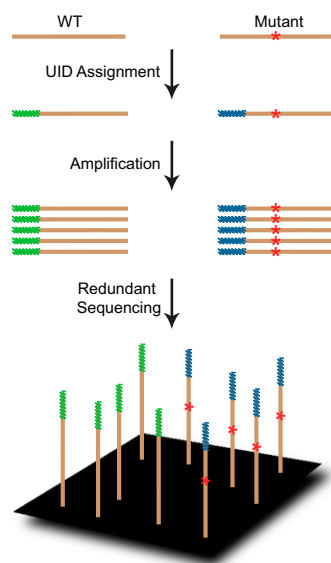 WT
Mutant
UID Assignment
Amplification
Redundant
Sequencing